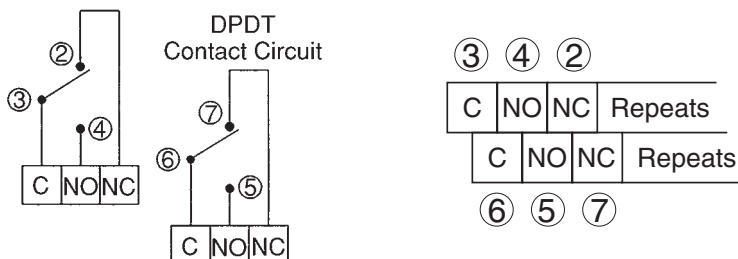 DPDT
Contact Circuit
②
③
④
C NO NC
⑦
⑥
⑤
C NO NC
③ ④ ②
C NO NC Repeats
C NO NC Repeats
⑥ ⑤ ⑦